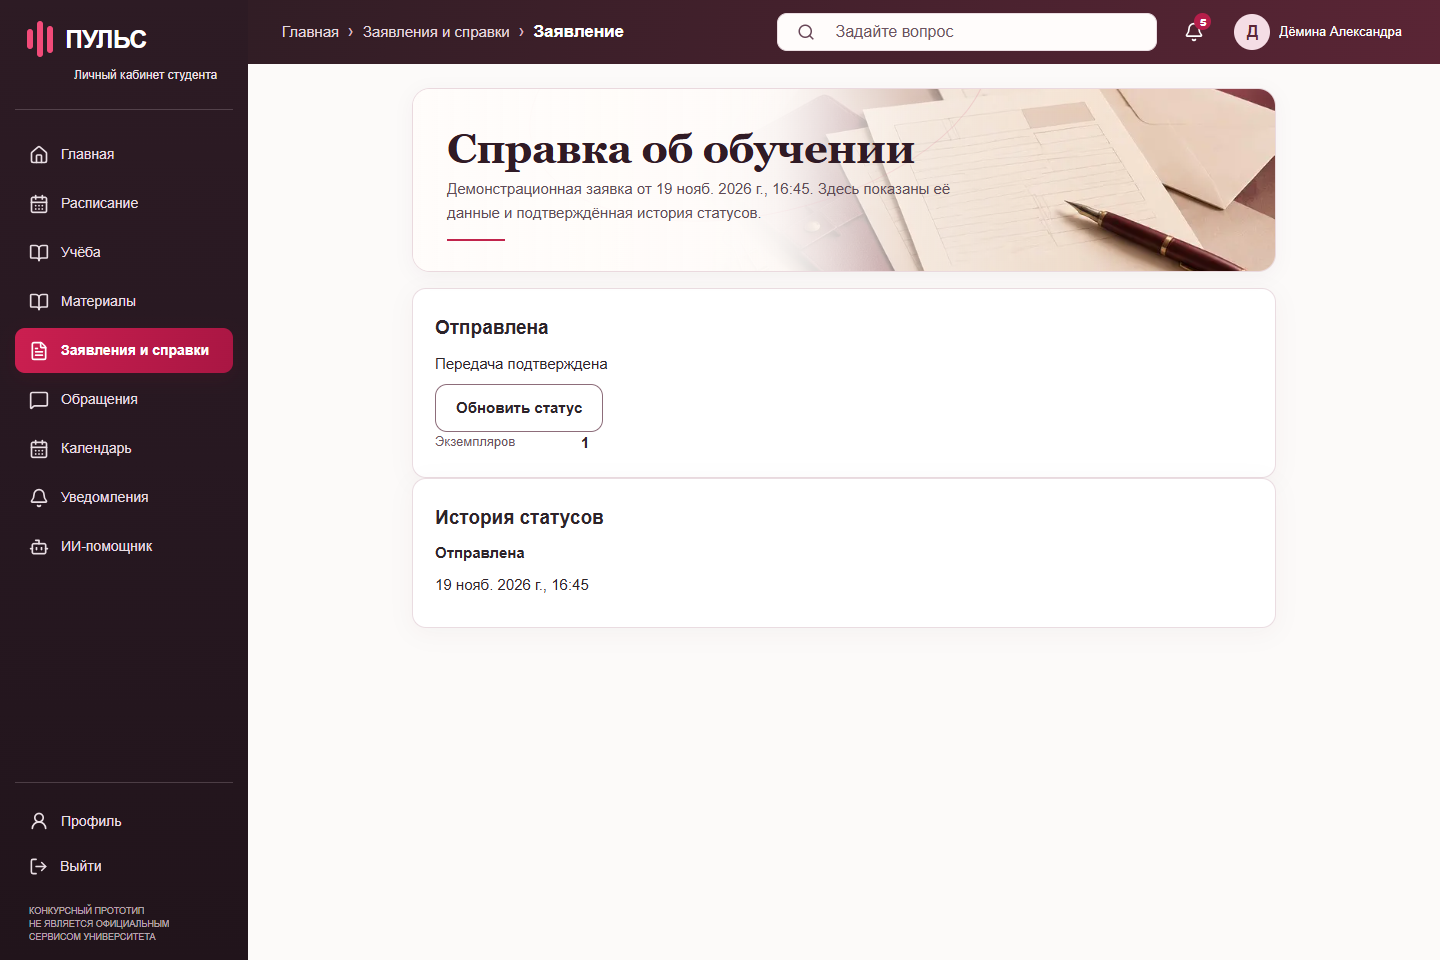 ПУЛЬС
Личный кабинет студента
Главная
Расписание
Учёба
Материалы
Заявления и справки
Обращения
Календарь
Уведомления
ИИ-помощник
Профиль
Выйти
КОНКУРСНЫЙ ПРОТОТИП
НЕ ЯВЛЯЕТСЯ ОФИЦИАЛЬНЫМ
СЕРВИСОМ УНИВЕРСИТЕТА
Главная › Заявления и справки › Заявление
Задайте вопрос
5
Д
Дёмина Александра
Справка об обучении
Демонстрационная заявка от 19 нояб. 2026 г., 16:45. Здесь показаны её
данные и подтверждённая история статусов.
Отправлена
Передача подтверждена
Обновить статус
Экземпляров 1
История статусов
Отправлена
19 нояб. 2026 г., 16:45